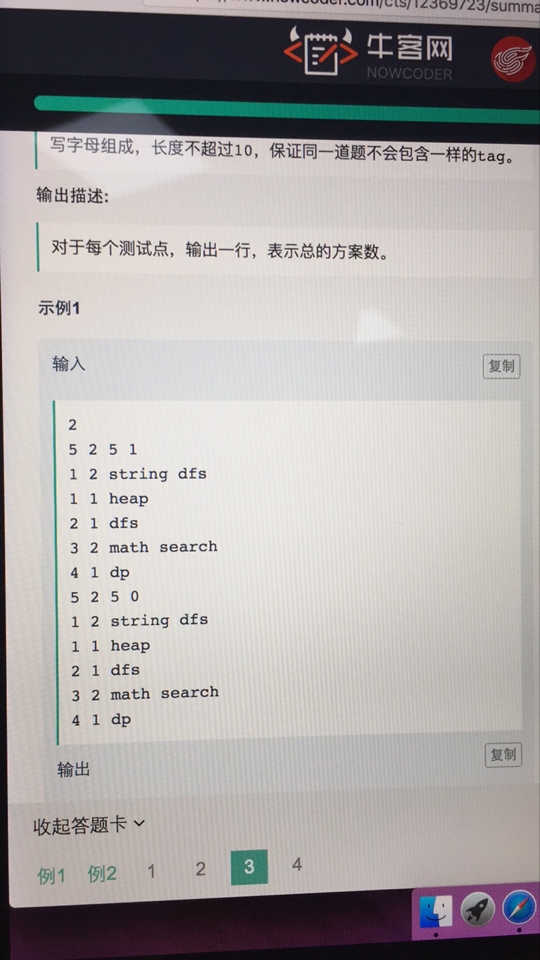 .nowcoder.com/cts/12369723/summa
牛客网
NOWCODER
写字母组成，长度不超过10，保证同一道题不会包含一样的tag。
输出描述:
对于每个测试点，输出一行，表示总的方案数。
示例1
输入
复制
2
5 2 5 1
1 2 string dfs
1 1 heap
2 1 dfs
3 2 math search
4 1 dp
5 2 5 0
1 2 string dfs
1 1 heap
2 1 dfs
3 2 math search
4 1 dp
复制
输出
收起答题卡
例1 例2 1 2 3 4